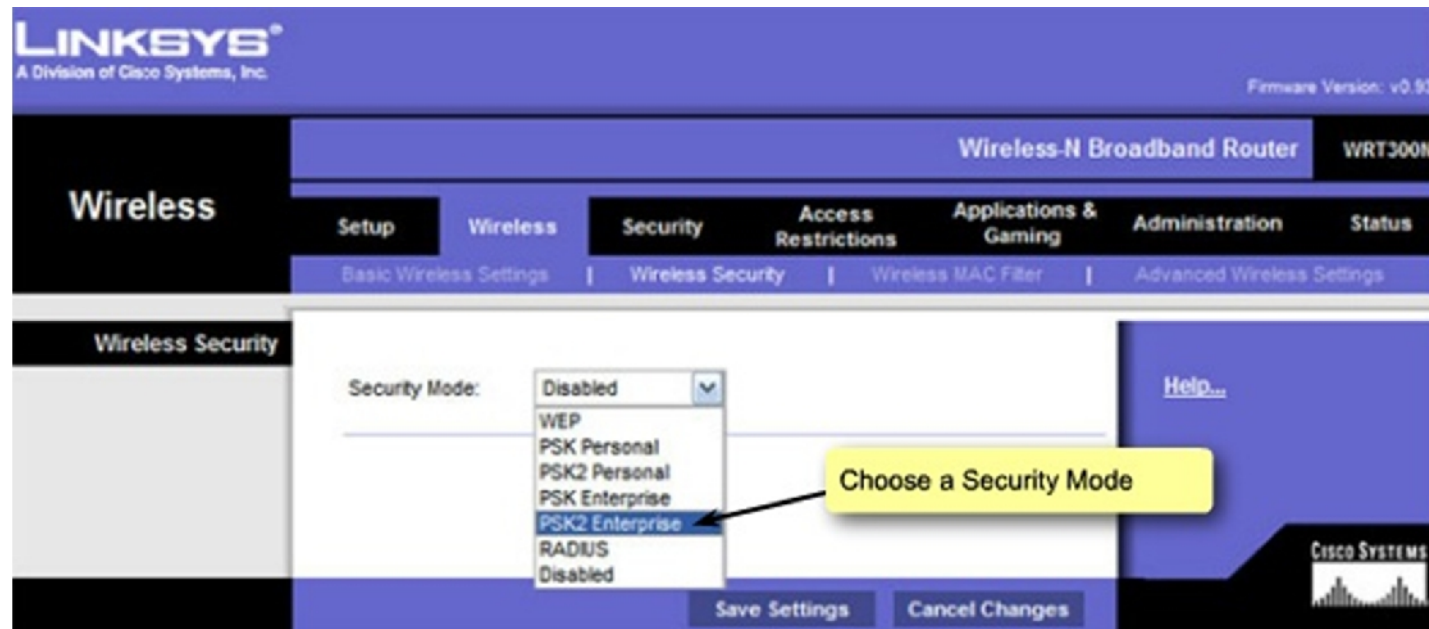 LINKSYS®
A Division of Cisco Systems, Inc.
Firmware Version: v0.93
Wireless-N Broadband Router
WRT300N
Wireless
Setup
Wireless
Security
Access
Restrictions
Applications &
Gaming
Administration
Status
Basic Wireless Settings | Wireless Security | Wireless MAC Filter | Advanced Wireless Settings
Wireless Security
Security Mode:
Disabled
WEP
PSK Personal
PSK2 Personal
PSK Enterprise
PSK2 Enterprise
RADIUS
Disabled
Choose a Security Mode
Help...
Save Settings
Cancel Changes
CISCO SYSTEMS